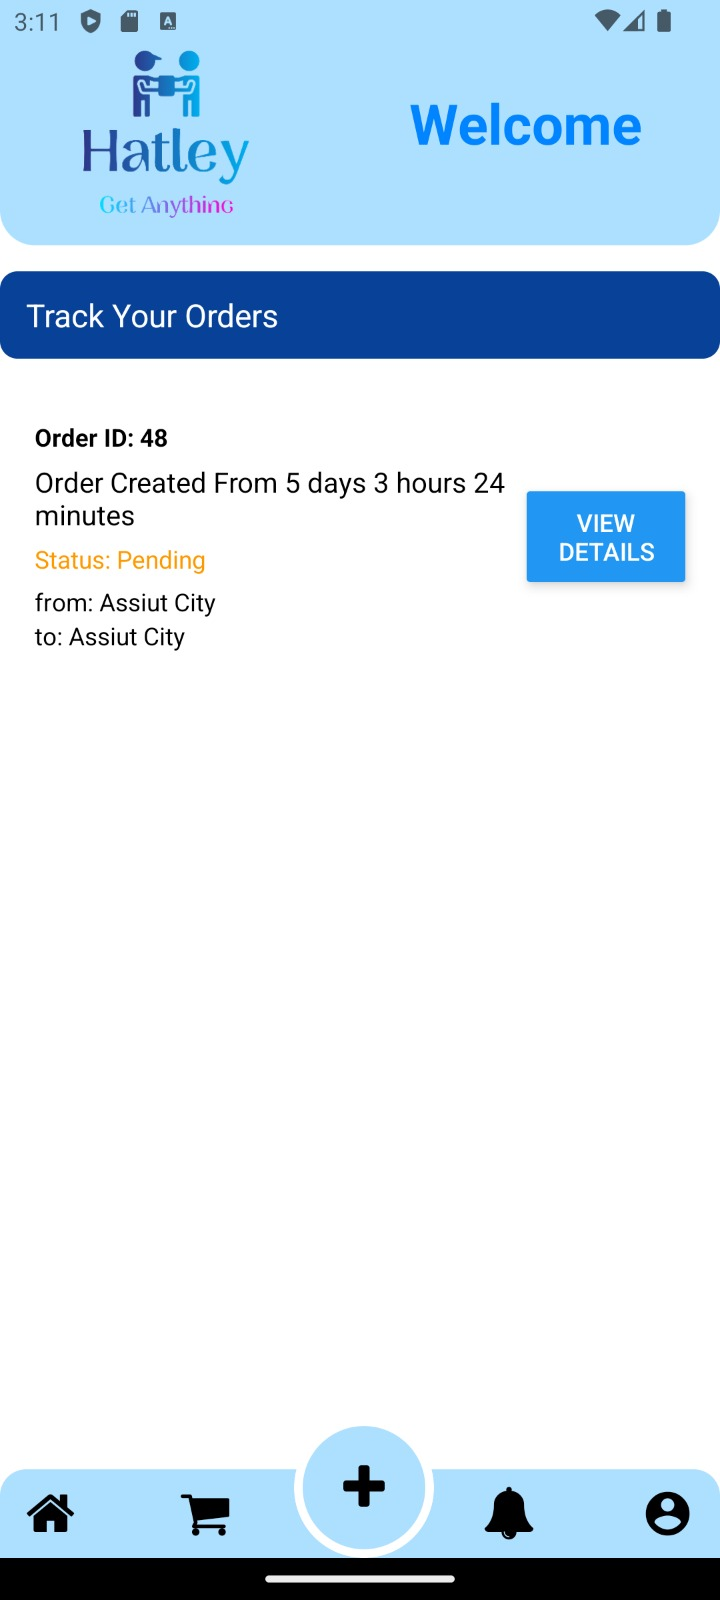 3:11
A
Hatley
Get Anything
Welcome
Track Your Orders
Order ID: 48
Order Created From 5 days 3 hours 24
minutes
Status: Pending
from: Assiut City
to: Assiut City
VIEW
DETAILS